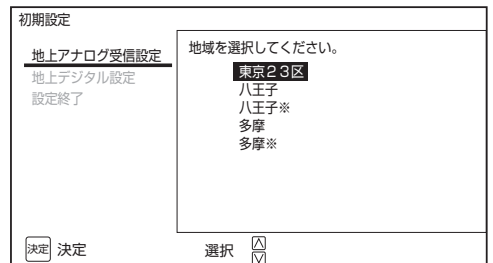 初期設定
地上アナログ受信設定
地上デジタル設定
設定終了
地域を選択してください。
東京23区
八王子
八王子※
多摩
多摩※
決定 決定
選択